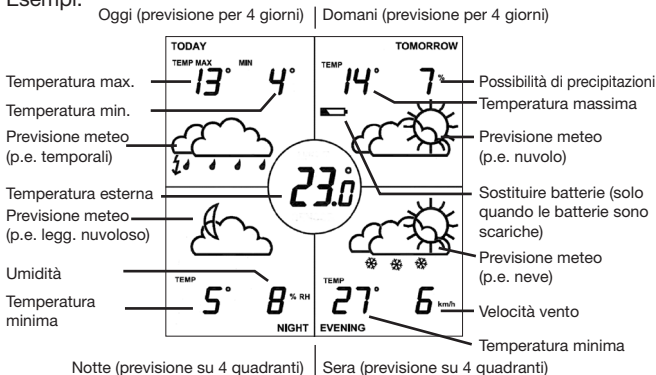 Esempi:
Oggi (previsione per 4 giorni) | Domani (previsione per 4 giorni)
TODAY
TOMORROW
TEMP MAX
MIN
13° 4°
TEMP
14° 7%
Temperatura max.
Temperatura min.
Previsione meteo
(p.e. temporali)
Temperatura esterna
Previsione meteo
(p.e. legg. nuvoloso)
Umidità
Temperatura
minima
23.0°
Possibilità di precipitazioni
Temperatura massima
Previsione meteo
(p.e. nuvolo)
Sostituire batterie (solo
quando le batterie sono
scariche)
Previsione meteo
(p.e. neve)
Velocità vento
Temperatura minima
TEMP
5° 8 % RH
NIGHT
TEMP
27° 6 km/h
EVENING
Notte (previsione su 4 quadranti) | Sera (previsione su 4 quadranti)